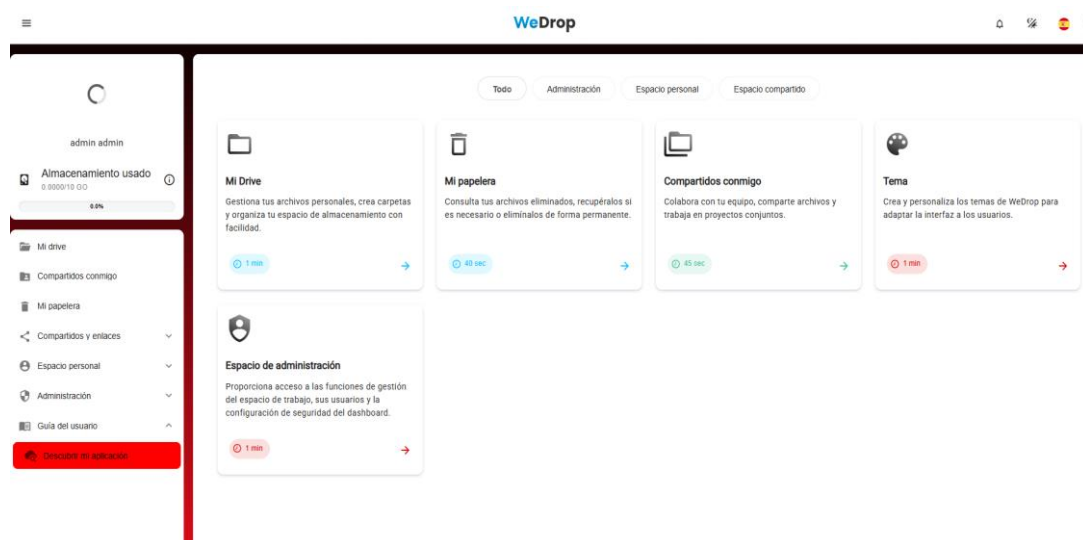 WeDrop
Todo
Administración
Espacio personal
Espacio compartido
admin admin
Almacenamiento usado
0.0000/10 GO
0.0%
Mi drive
Compartidos conmigo
Mi papelera
Compartidos y enlaces
Espacio personal
Administración
Guía del usuario
Descubrir mi aplicación
Mi Drive
Gestiona tus archivos personales, crea carpetas
y organiza tu espacio de almacenamiento con
facilidad.
1 min
Mi papelera
Consulta tus archivos eliminados, recupéralos si
es necesario o elimínalos de forma permanente.
40 sec
Compartidos conmigo
Colabora con tu equipo, comparte archivos y
trabaja en proyectos conjuntos.
45 sec
Tema
Crea y personaliza los temas de WeDrop para
adaptar la interfaz a los usuarios.
1 min
Espacio de administración
Proporciona acceso a las funciones de gestión
del espacio de trabajo, sus usuarios y la
configuración de seguridad del dashboard.
1 min